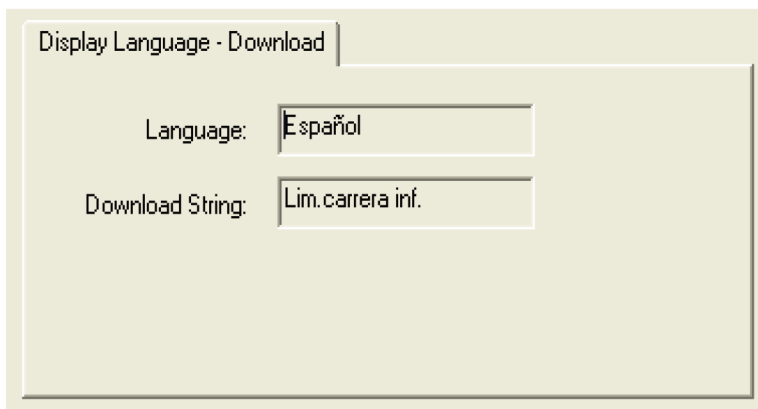 Display Language - Download
Language: Español
Download String: Lim.carrera inf.